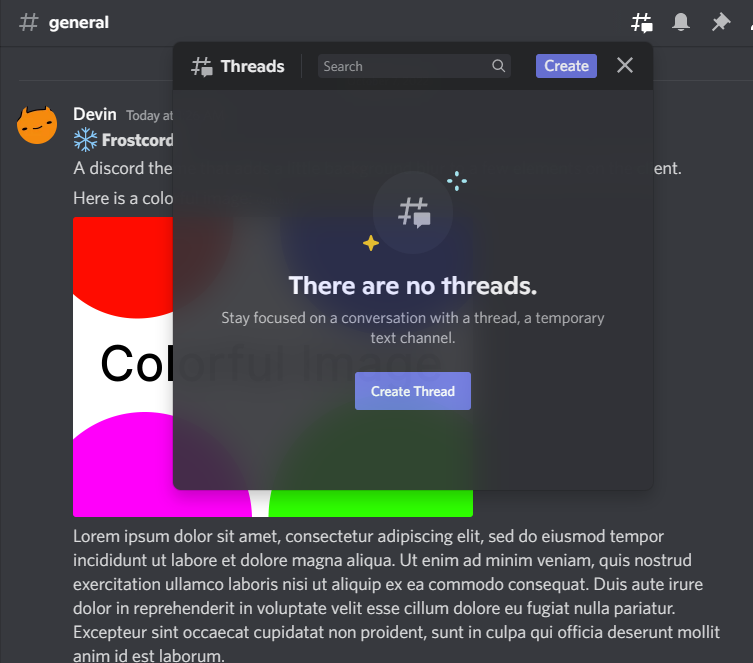 general
Threads
Search
Create
Devin Today at
Frostcord
A discord the ent.
Here is a colo
Colorful Image
There are no threads.
Stay focused on a conversation with a thread, a temporary
text channel.
Create Thread
Lorem ipsum dolor sit amet, consectetur adipiscing elit, sed do eiusmod tempor
incididunt ut labore et dolore magna aliqua. Ut enim ad minim veniam, quis nostrud
exercitation ullamco laboris nisi ut aliquip ex ea commodo consequat. Duis aute irure
dolor in reprehenderit in voluptate velit esse cillum dolore eu fugiat nulla pariatur.
Excepteur sint occaecat cupidatat non proident, sunt in culpa qui officia deserunt mollit
anim id est laborum.